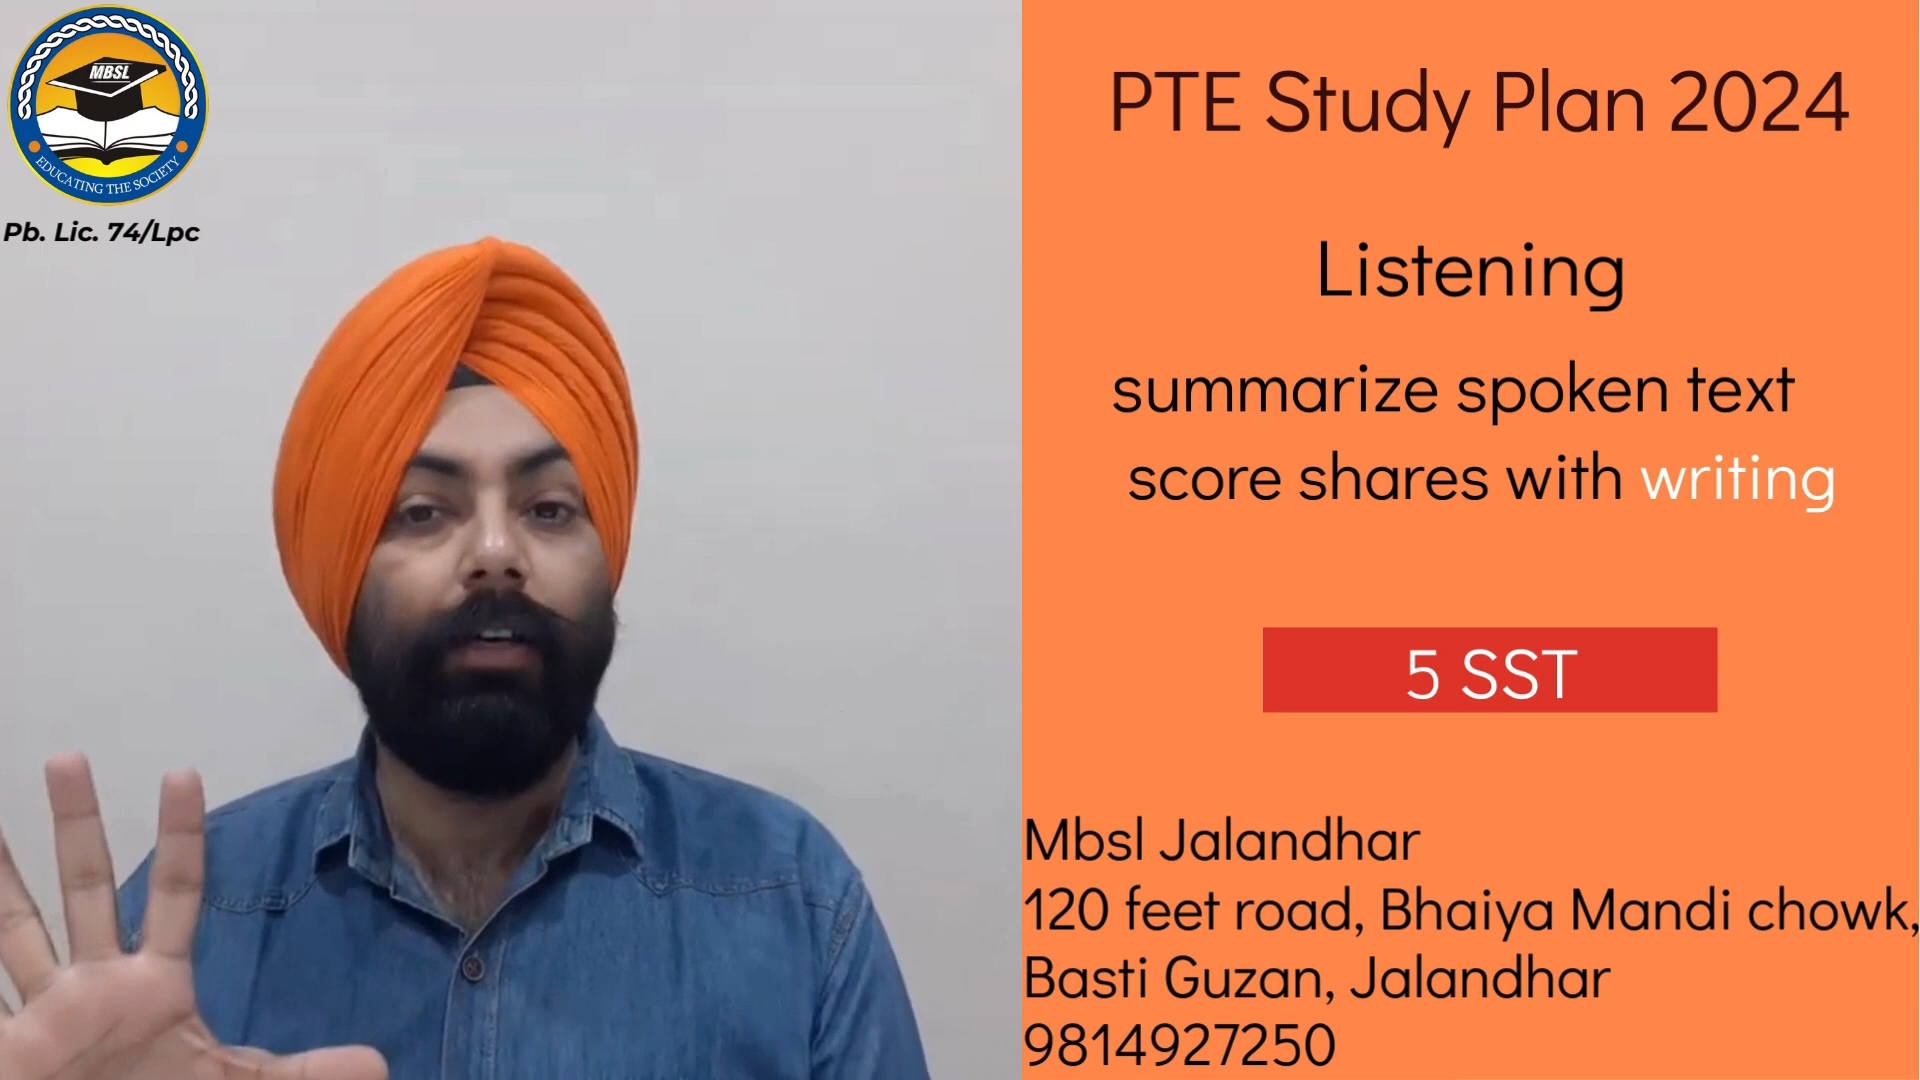 MBSL
EDUCATING THE SOCIETY
Pb. Lic. 74/Lpc
PTE Study Plan 2024
Listening
summarize spoken text
score shares with writing
5 SST
Mbsl Jalandhar
120 feet road, Bhaiya Mandi chowk,
Basti Guzan, Jalandhar
9814927250